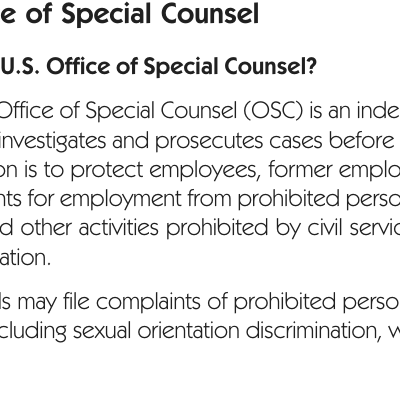 e of Special Counsel
U.S. Office of Special Counsel?
Office of Special Counsel (OSC) is an inde
investigates and prosecutes cases before
on is to protect employees, former emplo
nts for employment from prohibited perso
d other activities prohibited by civil servic
ation.
ls may file complaints of prohibited perso
cluding sexual orientation discrimination, w